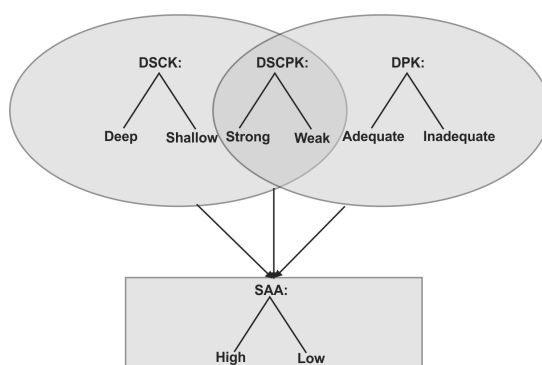 DSCK: DSCPK: DPK:
Deep Shallow Strong Weak Adequate Inadequate
SAA:
High Low